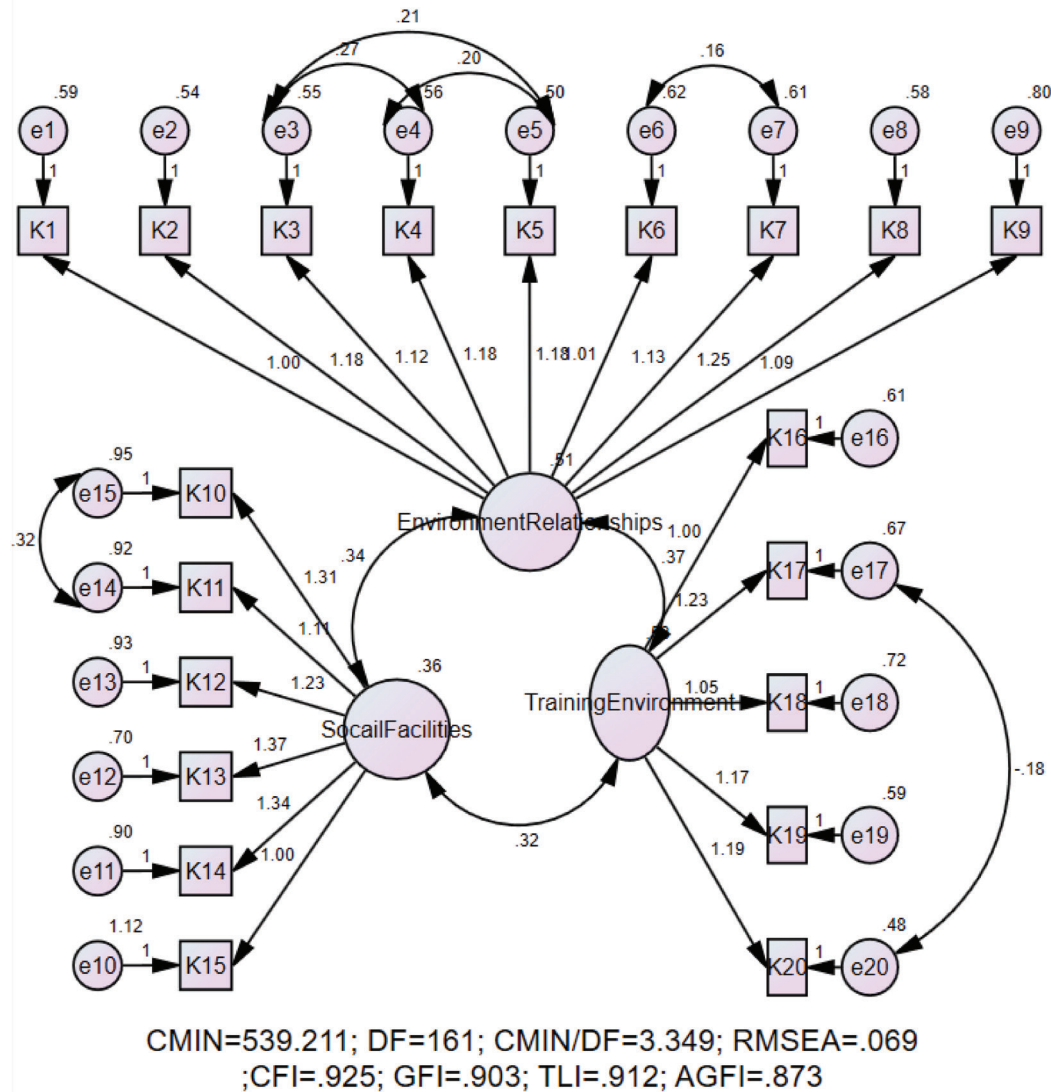 .21
.27
.20
.16
.59 .54 .55 .56 .50 .62 .61 .58 .80
e1 e2 e3 e4 e5 e6 e7 e8 e9
1 1 1 1 1 1 1 1 1
K1 K2 K3 K4 K5 K6 K7 K8 K9
1.00 1.18 1.12 1.18 1.18 1.01 1.13 1.25 1.09
.51
EnvironmentRelationships
.61
K16 1 e16
.95
e15 1 K10
.32
.92
e14 1 K11
.34
1.31
1.11
1.00
.37
.67
K17 1 e17
1.23
.93
e13 1 K12
1.23
.36
SocailFacilities
TrainingEnvironment
1.05
.72
K18 1 e18
.70
e12 1 K13
1.37
-.18
1.17
.59
K19 1 e19
1.34
.32
1.19
.90
e11 1 K14
1.00
1.12
e10 1 K15
.48
K20 1 e20
CMIN=539.211; DF=161; CMIN/DF=3.349; RMSEA=.069
;CFI=.925; GFI=.903; TLI=.912; AGFI=.873